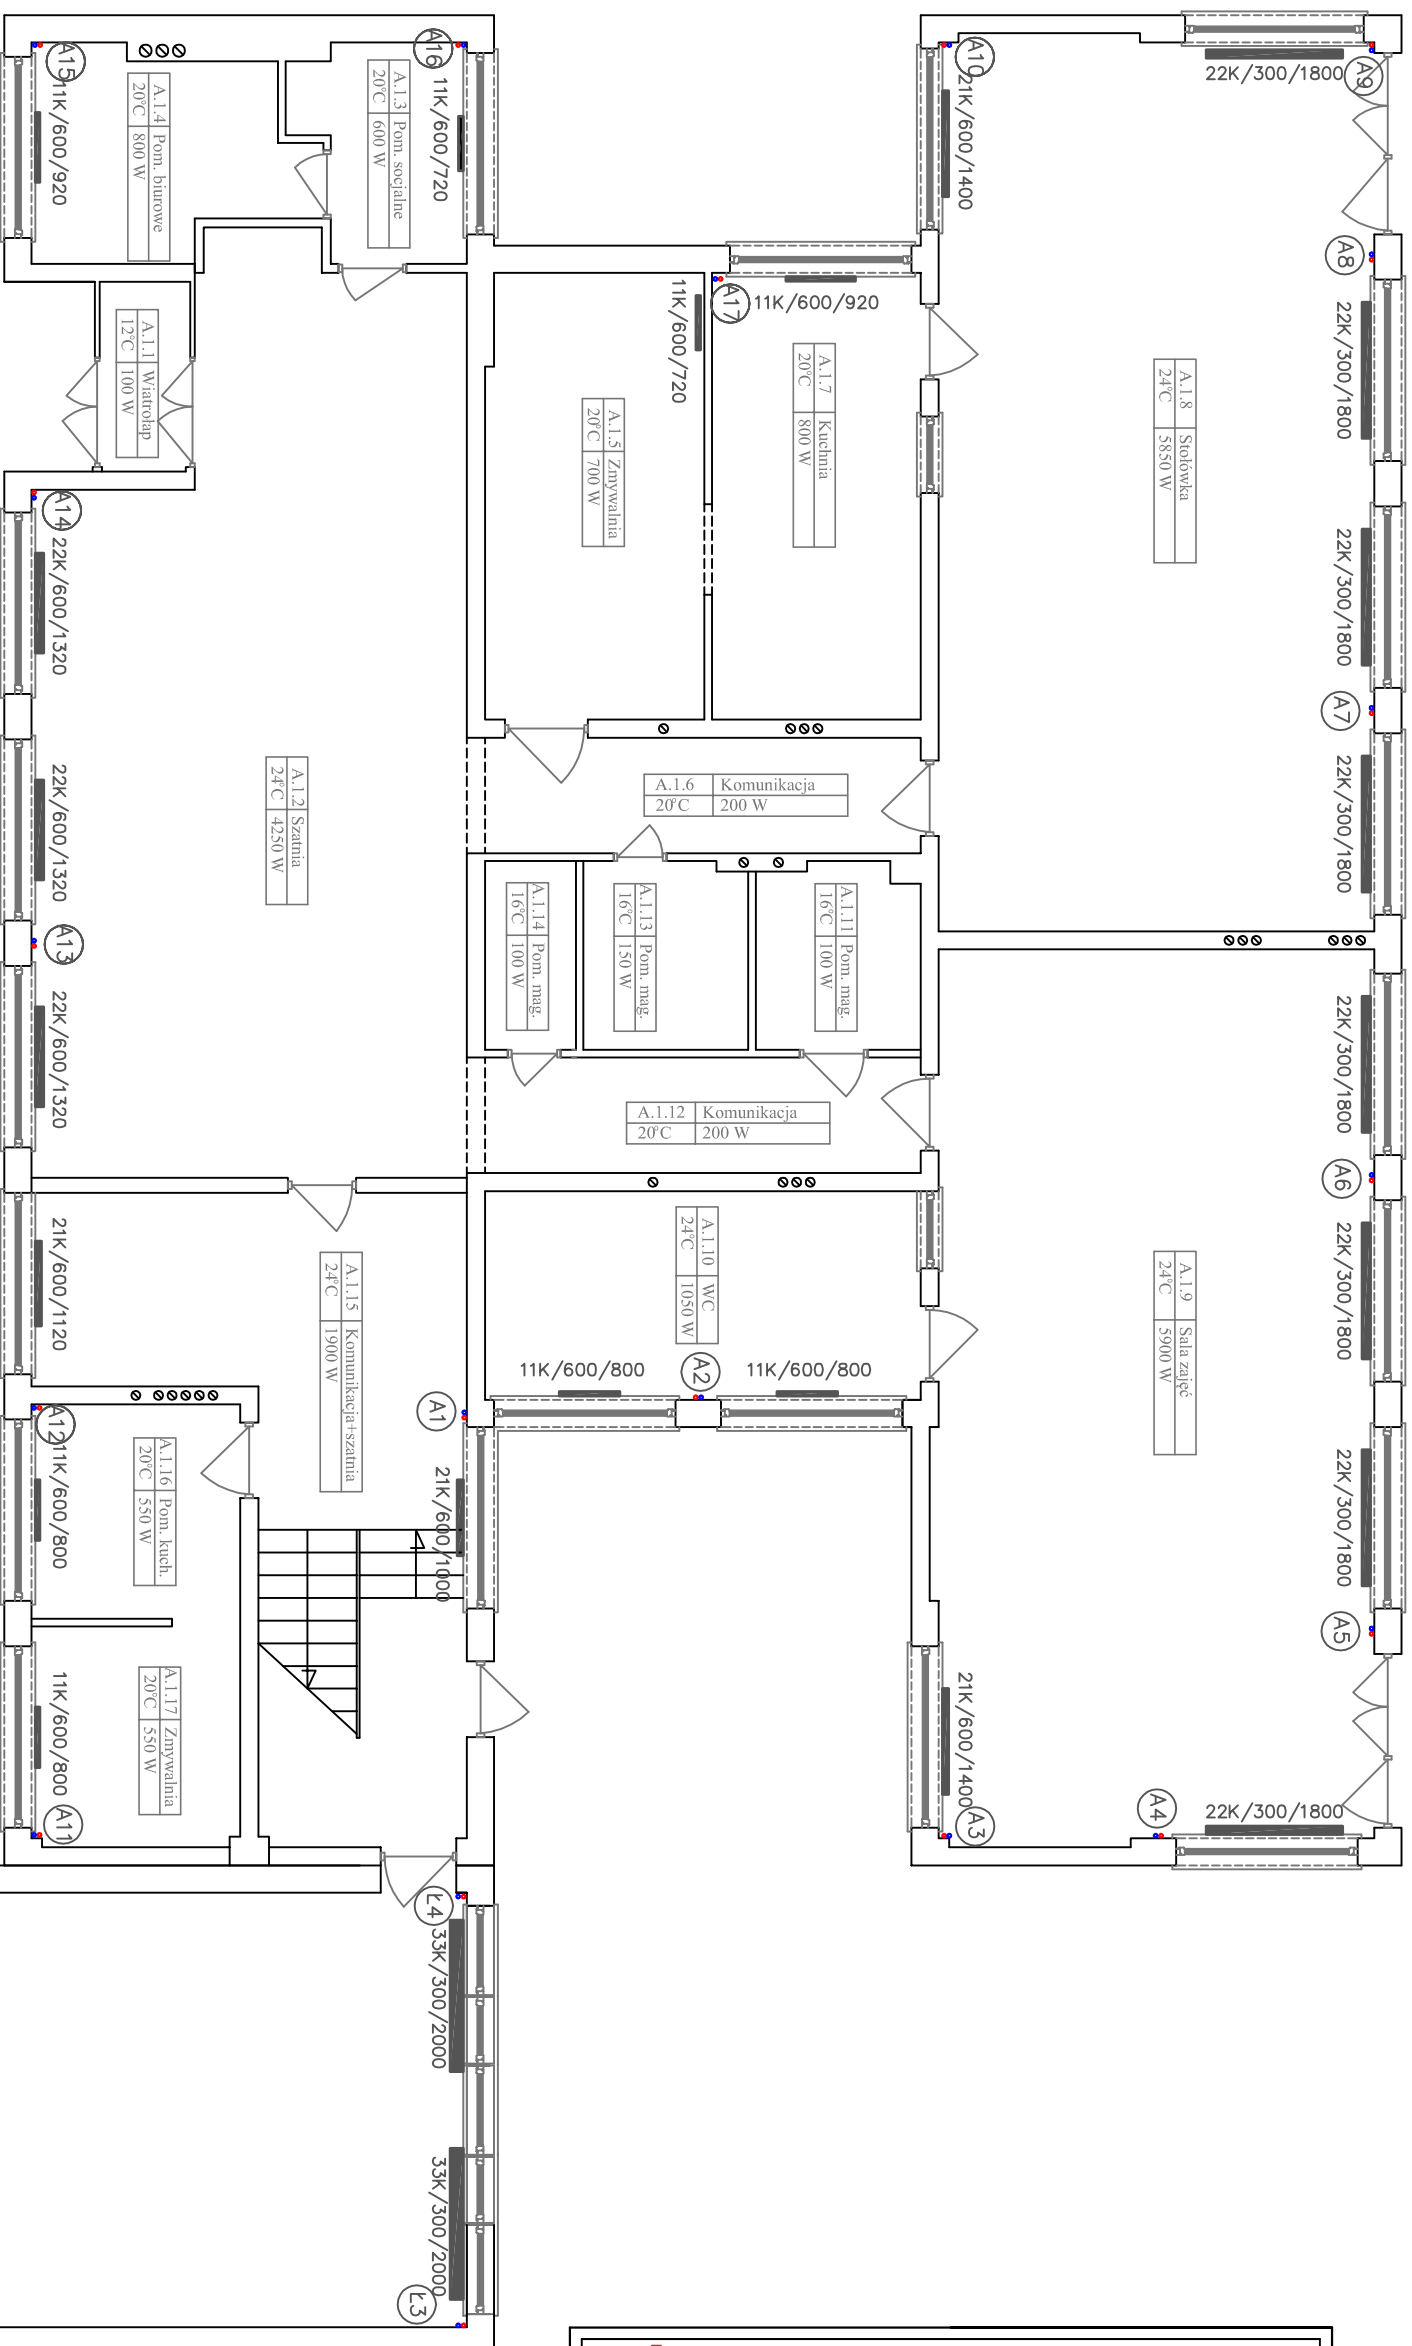 A15
11K/600/920
A.1.4 Pom. biurowe
20°C 800 W
A16
11K/600/720
A.1.3 Pom. socjalne
20°C 600 W
A10
21K/600/1400
22K/300/1800
A9
A8
22K/300/1800
A17
11K/600/920
11K/600/720
A.1.1 Wiatrołap
12°C 100 W
A.1.7 Kuchnia
20°C 800 W
A.1.8 Stołówka
24°C 5850 W
A.1.5 Zmywalnia
20°C 700 W
A14
22K/600/1320
22K/300/1800
A7
22K/300/1800
A.1.2 Szatnia
24°C 4250 W
22K/600/1320
A.1.6 Komunikacja
20°C 200 W
A13
A.1.14 Pom. mag.
16°C 100 W
A.1.13 Pom. mag.
16°C 150 W
A.1.11 Pom. mag.
16°C 100 W
22K/600/1320
22K/300/1800
A.1.12 Komunikacja
20°C 200 W
A6
21K/600/1120
A.1.15 Komunikacja+szatnia
24°C 1900 W
A.1.10 WC
24°C 1050 W
A.1.9 Sala zajęć
24°C 5900 W
22K/300/1800
11K/600/800
A2
11K/600/800
A1
A12
11K/600/800
A.1.16 Pom. kuch.
20°C 550 W
21K/600/1000
22K/300/1800
A5
11K/600/800
A.1.17 Zmywalnia
20°C 550 W
21K/600/1400
A11
A3
A4
22K/300/1800
Ł4
33K/300/2000
33K/300/2000
Ł3